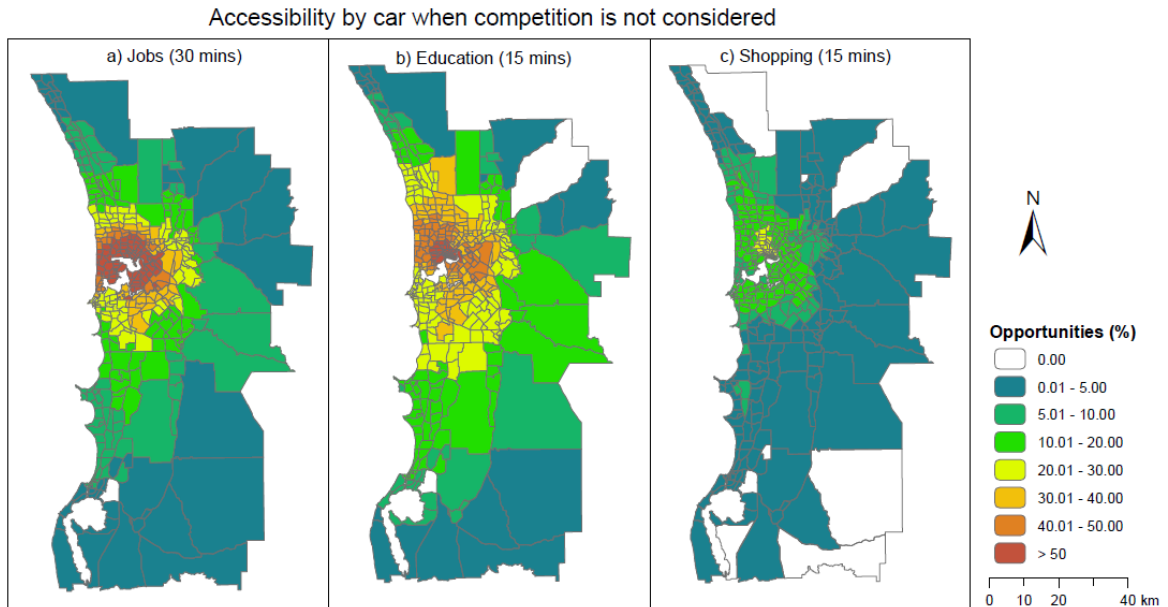 Accessibility by car when competition is not considered
a) Jobs (30 mins)
b) Education (15 mins)
c) Shopping (15 mins)
N
Opportunities (%)
0.00
0.01 - 5.00
5.01 - 10.00
10.01 - 20.00
20.01 - 30.00
30.01 - 40.00
40.01 - 50.00
> 50
0 10 20 40 km